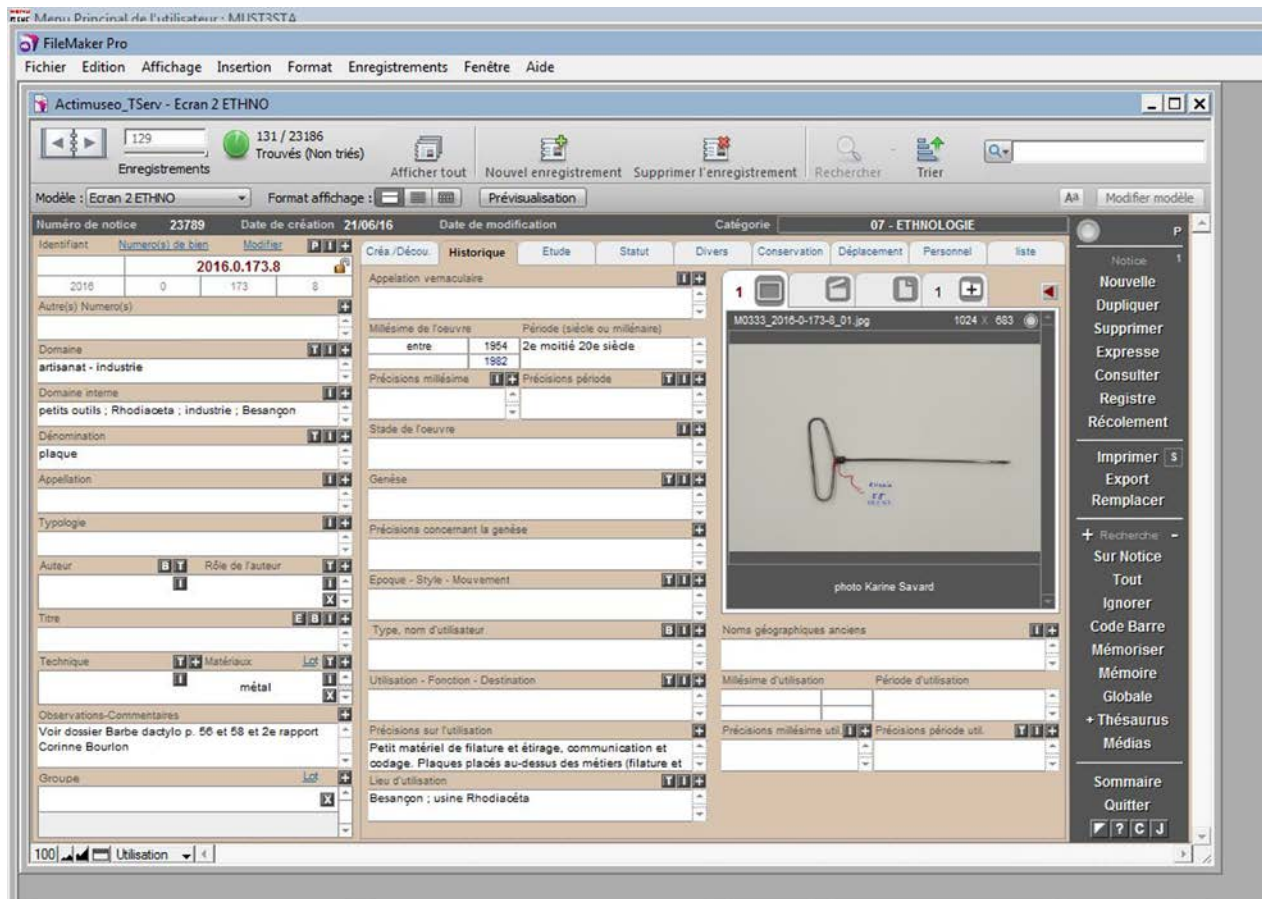 Menu Principal de l'utilisateur : MUST3STA
FileMaker Pro
Fichier Edition Affichage Insertion Format Enregistrements Fenêtre Aide
Actimuseo_TServ - Ecran 2 ETHNO
129
131 / 23186
Trouvés (Non triés)
Enregistrements
Afficher tout Nouvel enregistrement Supprimer l'enregistrement Rechercher Trier
Modèle : Ecran 2 ETHNO Format affichage : Prévisualisation Aa Modifier modèle
Numéro de notice 23789 Date de création 21/06/16 Date de modification Catégorie 07 - ETHNOLOGIE
Identifiant Numero(s) de bien Modifier P I +
2016.0.173.8
2016 0 173 8
Autre(s) Numero(s) +
Domaine T I +
artisanat - industrie
Domaine interne I +
petits outils ; Rhodiaceta ; industrie ; Besançon
Dénomination T I +
plaque
Appellation I +
Typologie I +
Auteur B T Rôle de l'auteur T +
I I
X
Titre E B I +
Technique T + Matériaux Lot T +
I métal I
X
Observations-Commentaires +
Voir dossier Barbe dactylo p. 56 et 58 et 2e rapport
Corinne Bourlon
Groupe Lot +
X
Créa./Décou. Historique Etude Statut Divers Conservation Déplacement Personnel liste
Appelation vernaculaire I +
Millésime de l'oeuvre Période (siècle ou millénaire)
entre 1954 2e moitié 20e siècle
1982
Précisions millésime I + Précisions période T I +
Stade de l'oeuvre I +
Genèse T I +
Précisions concernant la genèse +
Epoque - Style - Mouvement T I +
Type, nom d'utilisateur B I +
Utilisation - Fonction - Destination T I +
Précisions sur l'utilisation +
Petit matériel de filature et étirage, communication et
codage. Plaques placés au-dessus des métiers (filature et
Lieu d'utilisation T I +
Besançon ; usine Rhodiacéta
1 1 +
M0333_2016-0-173-8_01.jpg 1024 X 683
photo Karine Savard
Noms géographiques anciens I +
Millésime d'utilisation Période d'utilisation
Précisions millésime util. I + Précisions période util. T I +
P
Notice 1
Nouvelle
Dupliquer
Supprimer
Expresse
Consulter
Registre
Récolement
Imprimer S
Export
Remplacer
+ Recherche -
Sur Notice
Tout
Ignorer
Code Barre
Mémoriser
Mémoire
Globale
+ Thésaurus
Médias
Sommaire
Quitter
? C J
100 Utilisation